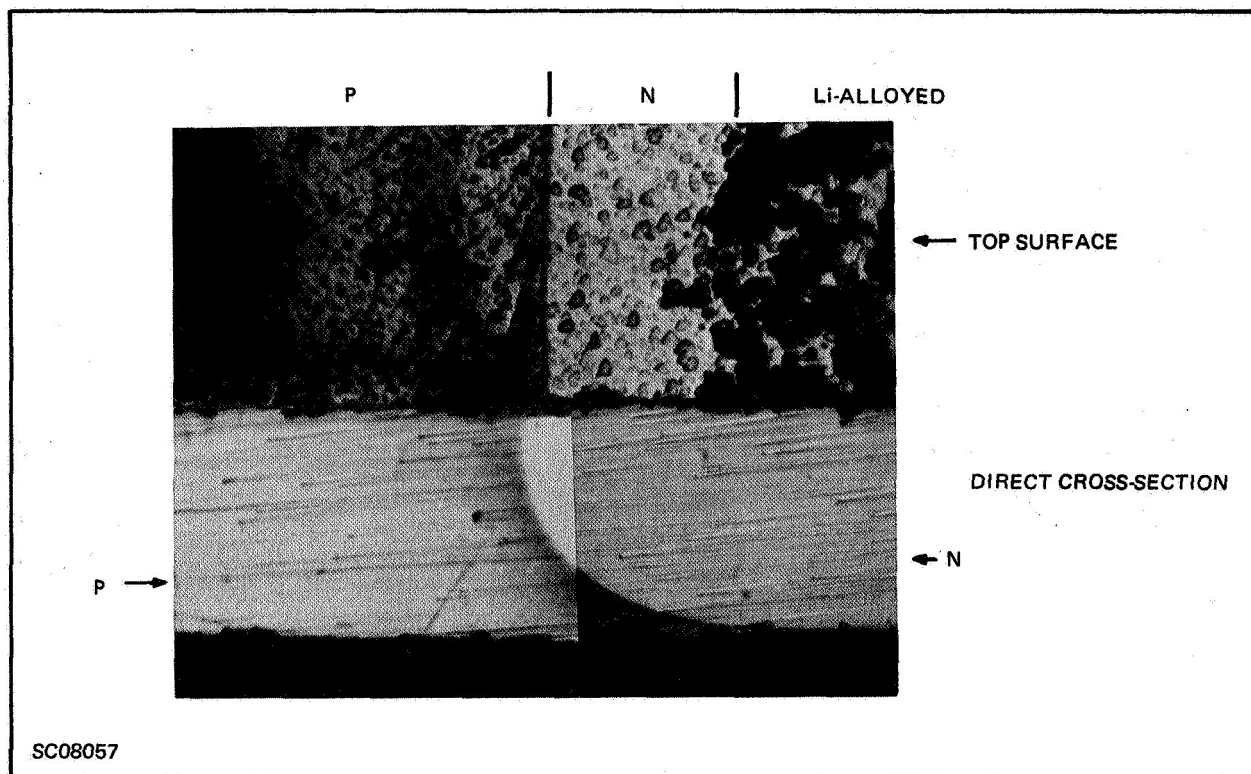 P N Li-ALLOYED
TOP SURFACE
DIRECT CROSS-SECTION
P N
SC08057